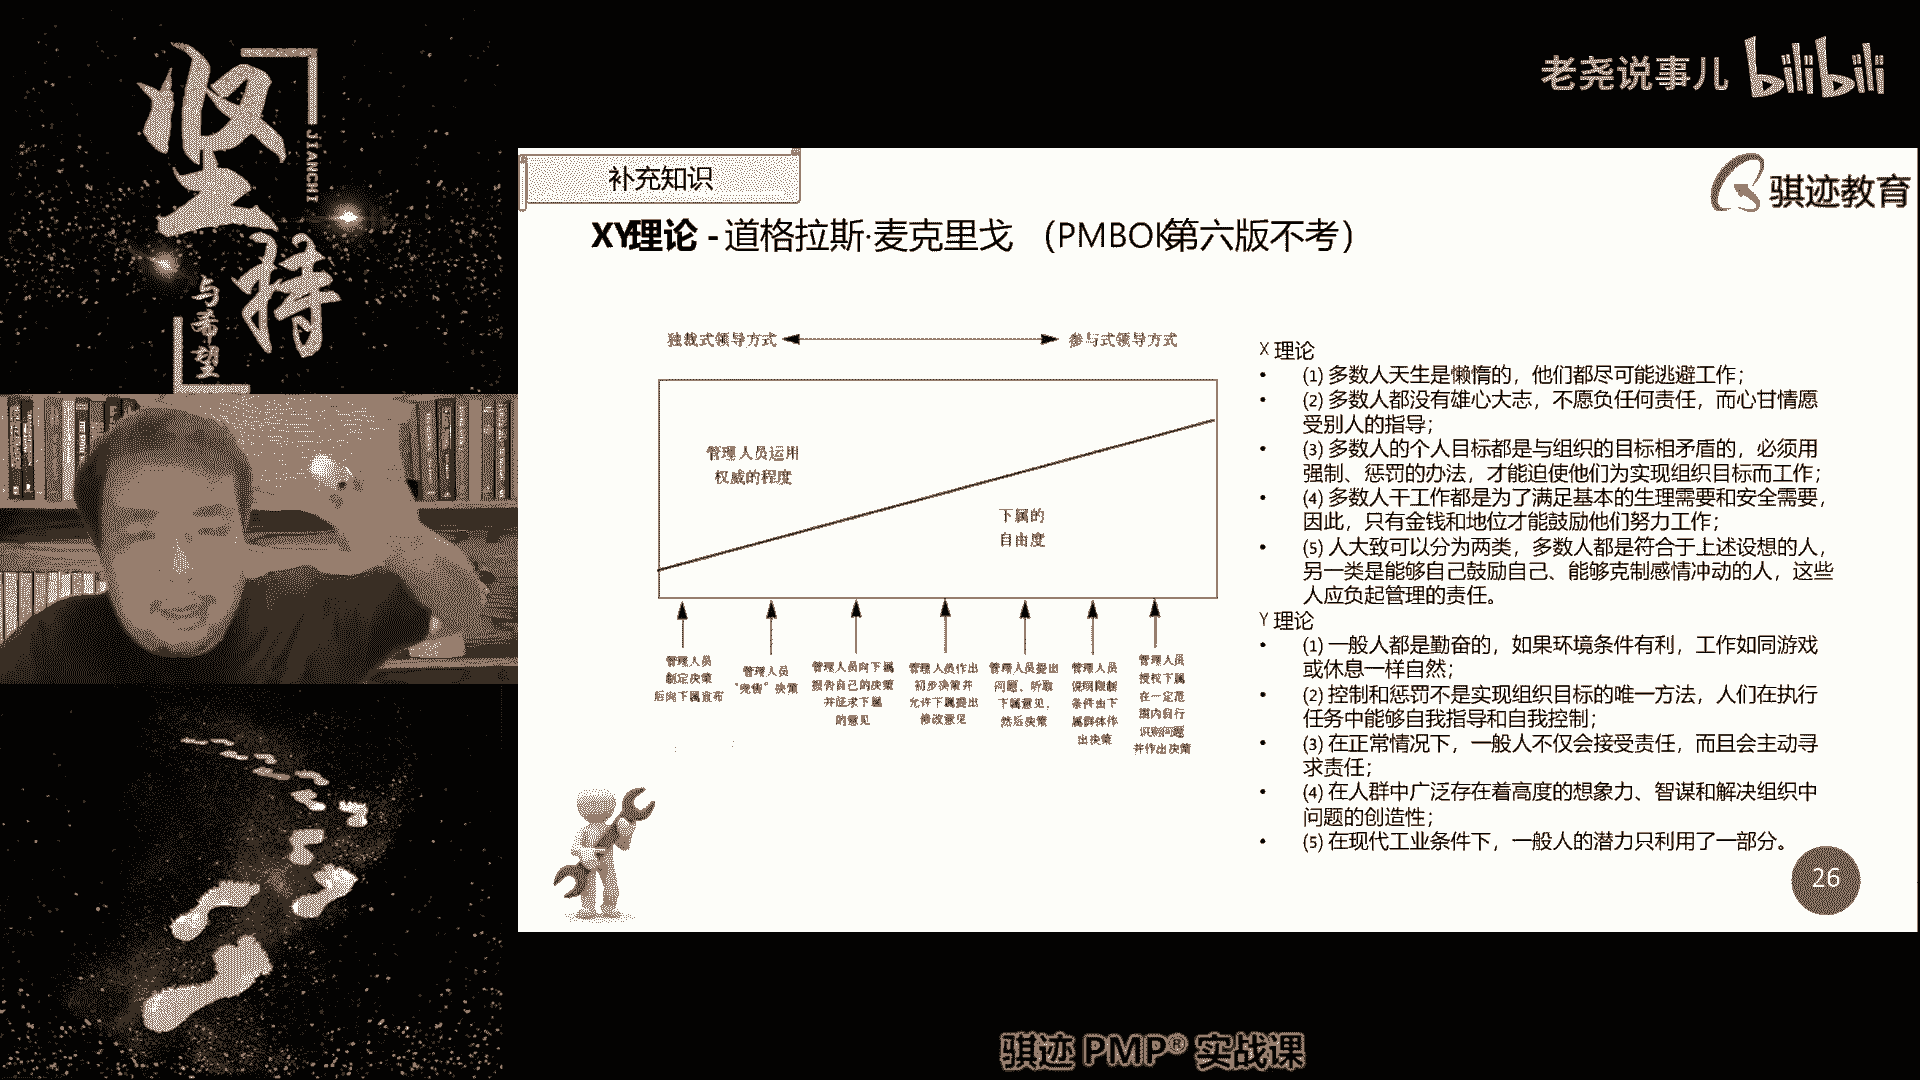 坚持
JIANCHI
与希望
老尧说事儿 bilibili
补充知识
骐迹教育
XY理论 - 道格拉斯·麦克里戈 （PMBOK第六版不考）
独裁式领导方式
参与式领导方式
管理人员运用
权威的程度
下属的
自由度
管理人员
制定决策
后向下属宣布
管理人员
“兜售”决策
管理人员向下属
报告自己的决策
并征求下属
的意见
管理人员作出
初步决策并
允许下属提出
修改意见
管理人员提出
问题、听取
下属意见，
然后决策
管理人员
说明限制
条件由下
属群体作
出决策
管理人员
授权下属
在一定范
围内自行
识别问题
并作出决策
X 理论
• (1) 多数人天生是懒惰的，他们都尽可能逃避工作；
• (2) 多数人都没有雄心大志，不愿负任何责任，而心甘情愿
受别人的指导；
• (3) 多数人的个人目标都是与组织的目标相矛盾的，必须用
强制、惩罚的办法，才能迫使他们为实现组织目标而工作；
• (4) 多数人干工作都是为了满足基本的生理需要和安全需要，
因此，只有金钱和地位才能鼓励他们努力工作；
• (5) 人大致可以分为两类，多数人都是符合于上述设想的人，
另一类是能够自己鼓励自己、能够克制感情冲动的人，这些
人应负起管理的责任。
Y 理论
• (1) 一般人都是勤奋的，如果环境条件有利，工作如同游戏
或休息一样自然；
• (2) 控制和惩罚不是实现组织目标的唯一方法，人们在执行
任务中能够自我指导和自我控制；
• (3) 在正常情况下，一般人不仅会接受责任，而且会主动寻
求责任；
• (4) 在人群中广泛存在着高度的想象力、智谋和解决组织中
问题的创造性；
• (5) 在现代工业条件下，一般人的潜力只利用了一部分。
26
骐迹 PMP® 实战课